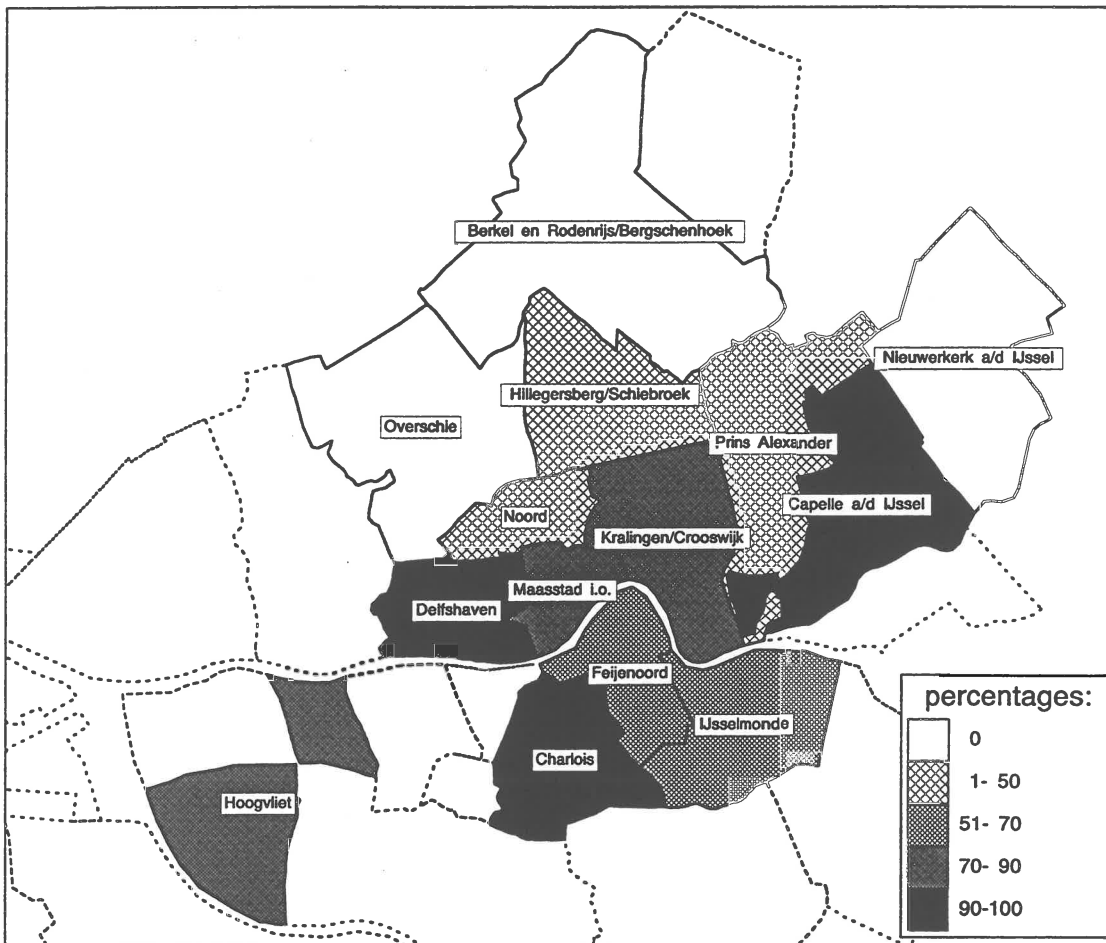 Berkel en Rodenrijs/Bergschenhoek
Nieuwerkerk a/d IJssel
Hillegersberg/Schiebroek
Overschie
Prins Alexander
Capelle a/d IJssel
Noord
Kralingen/Crooswijk
Maasstad i.o.
Delfshaven
Feijenoord
IJsselmonde
Charlois
Hoogvliet
percentages:
0
1- 50
51- 70
70- 90
90-100